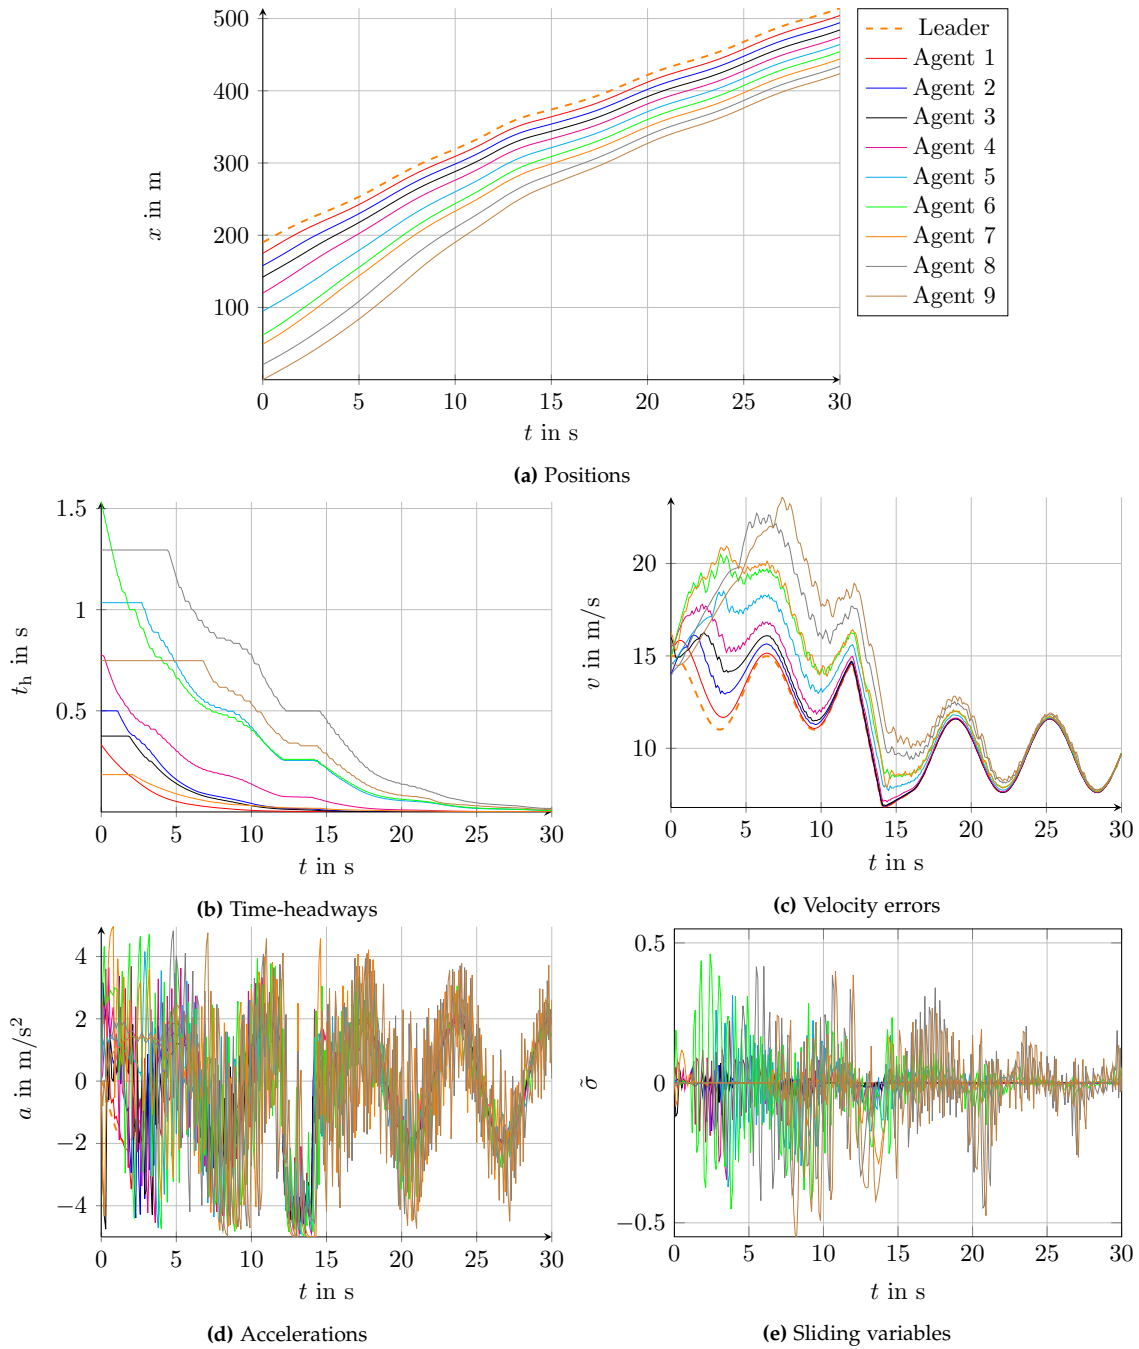 500
400
300
200
100
x in m
0 5 10 15 20 25 30
t in s
Leader
Agent 1
Agent 2
Agent 3
Agent 4
Agent 5
Agent 6
Agent 7
Agent 8
Agent 9
(a) Positions
1.5
1
0.5
t_h in s
0 5 10 15 20 25 30
t in s
(b) Time-headways
20
15
10
v in m/s
0 5 10 15 20 25 30
t in s
(c) Velocity errors
4
2
0
−2
−4
a in m/s²
0 5 10 15 20 25 30
t in s
(d) Accelerations
0.5
0
−0.5
σ̃
0 5 10 15 20 25 30
t in s
(e) Sliding variables